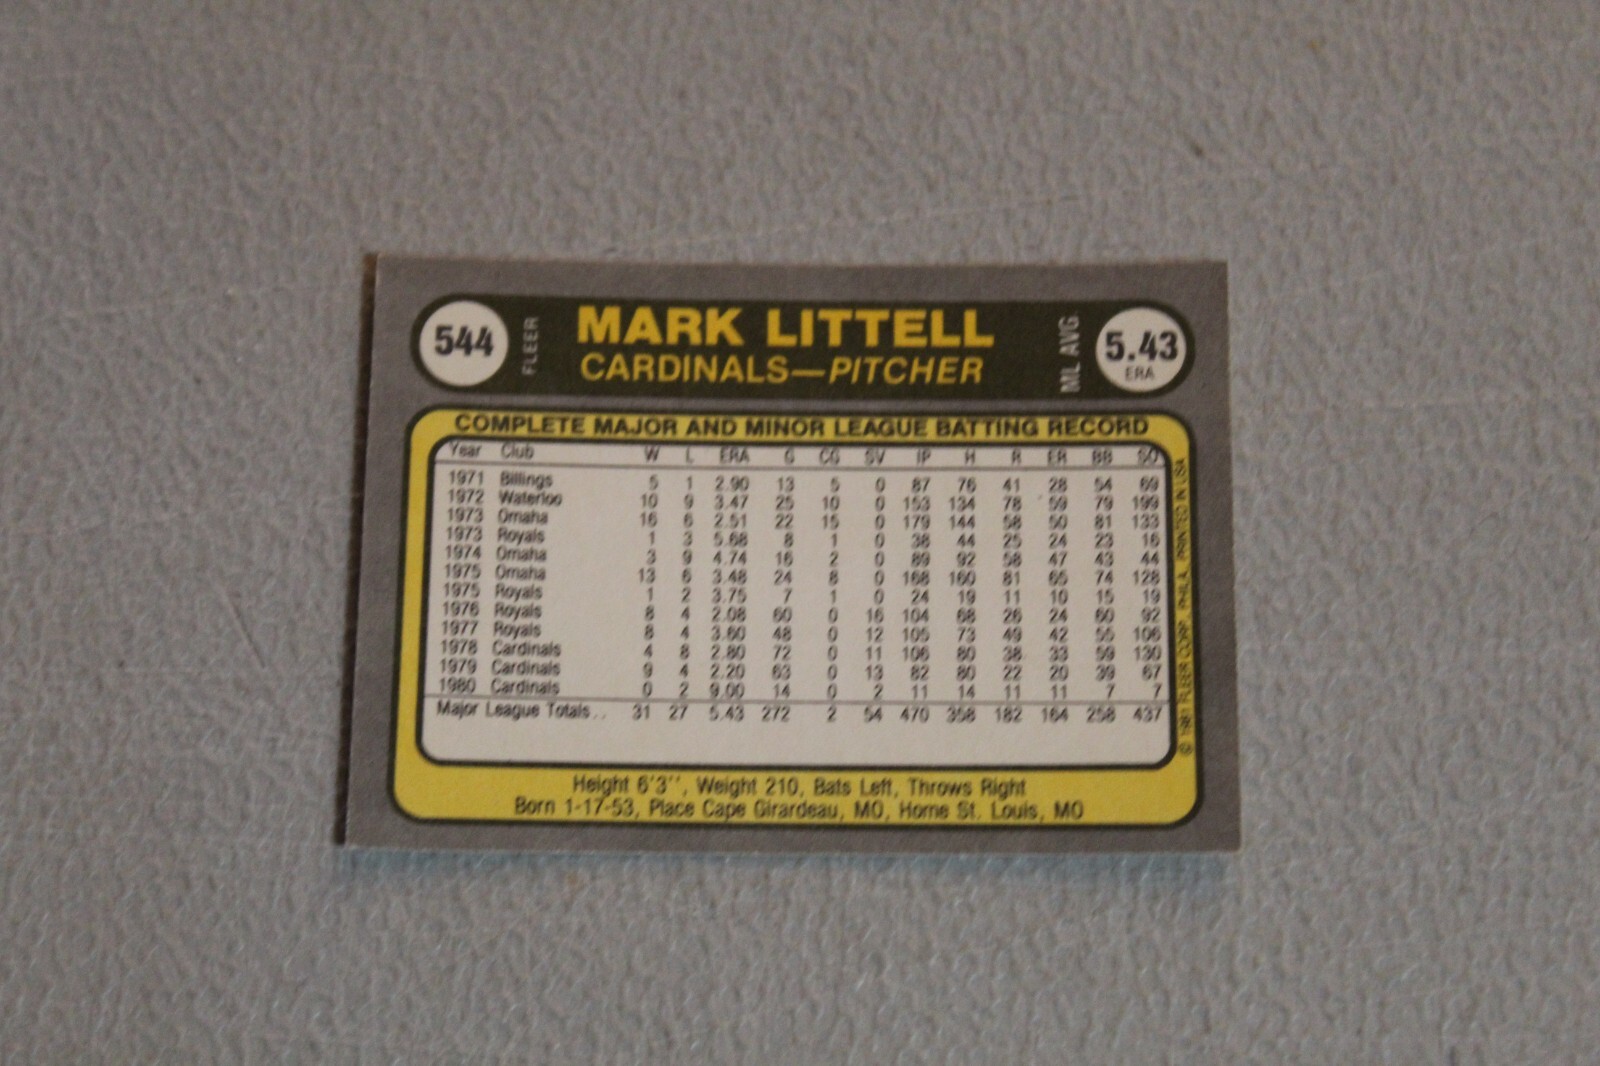 544 FLEER MARK LITTELL ML AVG. 5.43
CARDINALS—PITCHER ERA
COMPLETE MAJOR AND MINOR LEAGUE BATTING RECORD
Year Club W L ERA G CG SV IP H R ER BB SO
1971 Billings 5 1 2.90 13 5 0 87 76 41 28 54 69
1972 Waterloo 10 9 3.47 25 10 0 153 134 78 59 79 199
1973 Omaha 16 6 2.51 22 15 0 179 144 58 50 81 133
1973 Royals 1 3 5.68 8 1 0 38 44 25 24 23 16
1974 Omaha 3 9 4.74 16 2 0 89 92 58 47 43 44
1975 Omaha 13 6 3.48 24 8 0 168 160 81 65 74 128
1975 Royals 1 2 3.75 7 1 0 24 19 11 10 15 19
1976 Royals 8 4 2.08 60 0 16 104 68 26 24 60 92
1977 Royals 8 4 3.60 48 0 12 105 73 49 42 55 106
1978 Cardinals 4 8 2.80 72 0 11 106 80 38 33 59 130
1979 Cardinals 9 4 2.20 63 0 13 82 80 22 20 39 67
1980 Cardinals 0 2 9.00 14 0 2 11 14 11 11 7 7
Major League Totals.. 31 27 5.43 272 2 54 470 358 182 164 258 437
Height 6'3'', Weight 210, Bats Left, Throws Right
Born 1-17-53, Place Cape Girardeau, MO, Home St. Louis, MO
© 1981 FLEER CORP. PHILA. PRINTED IN USA